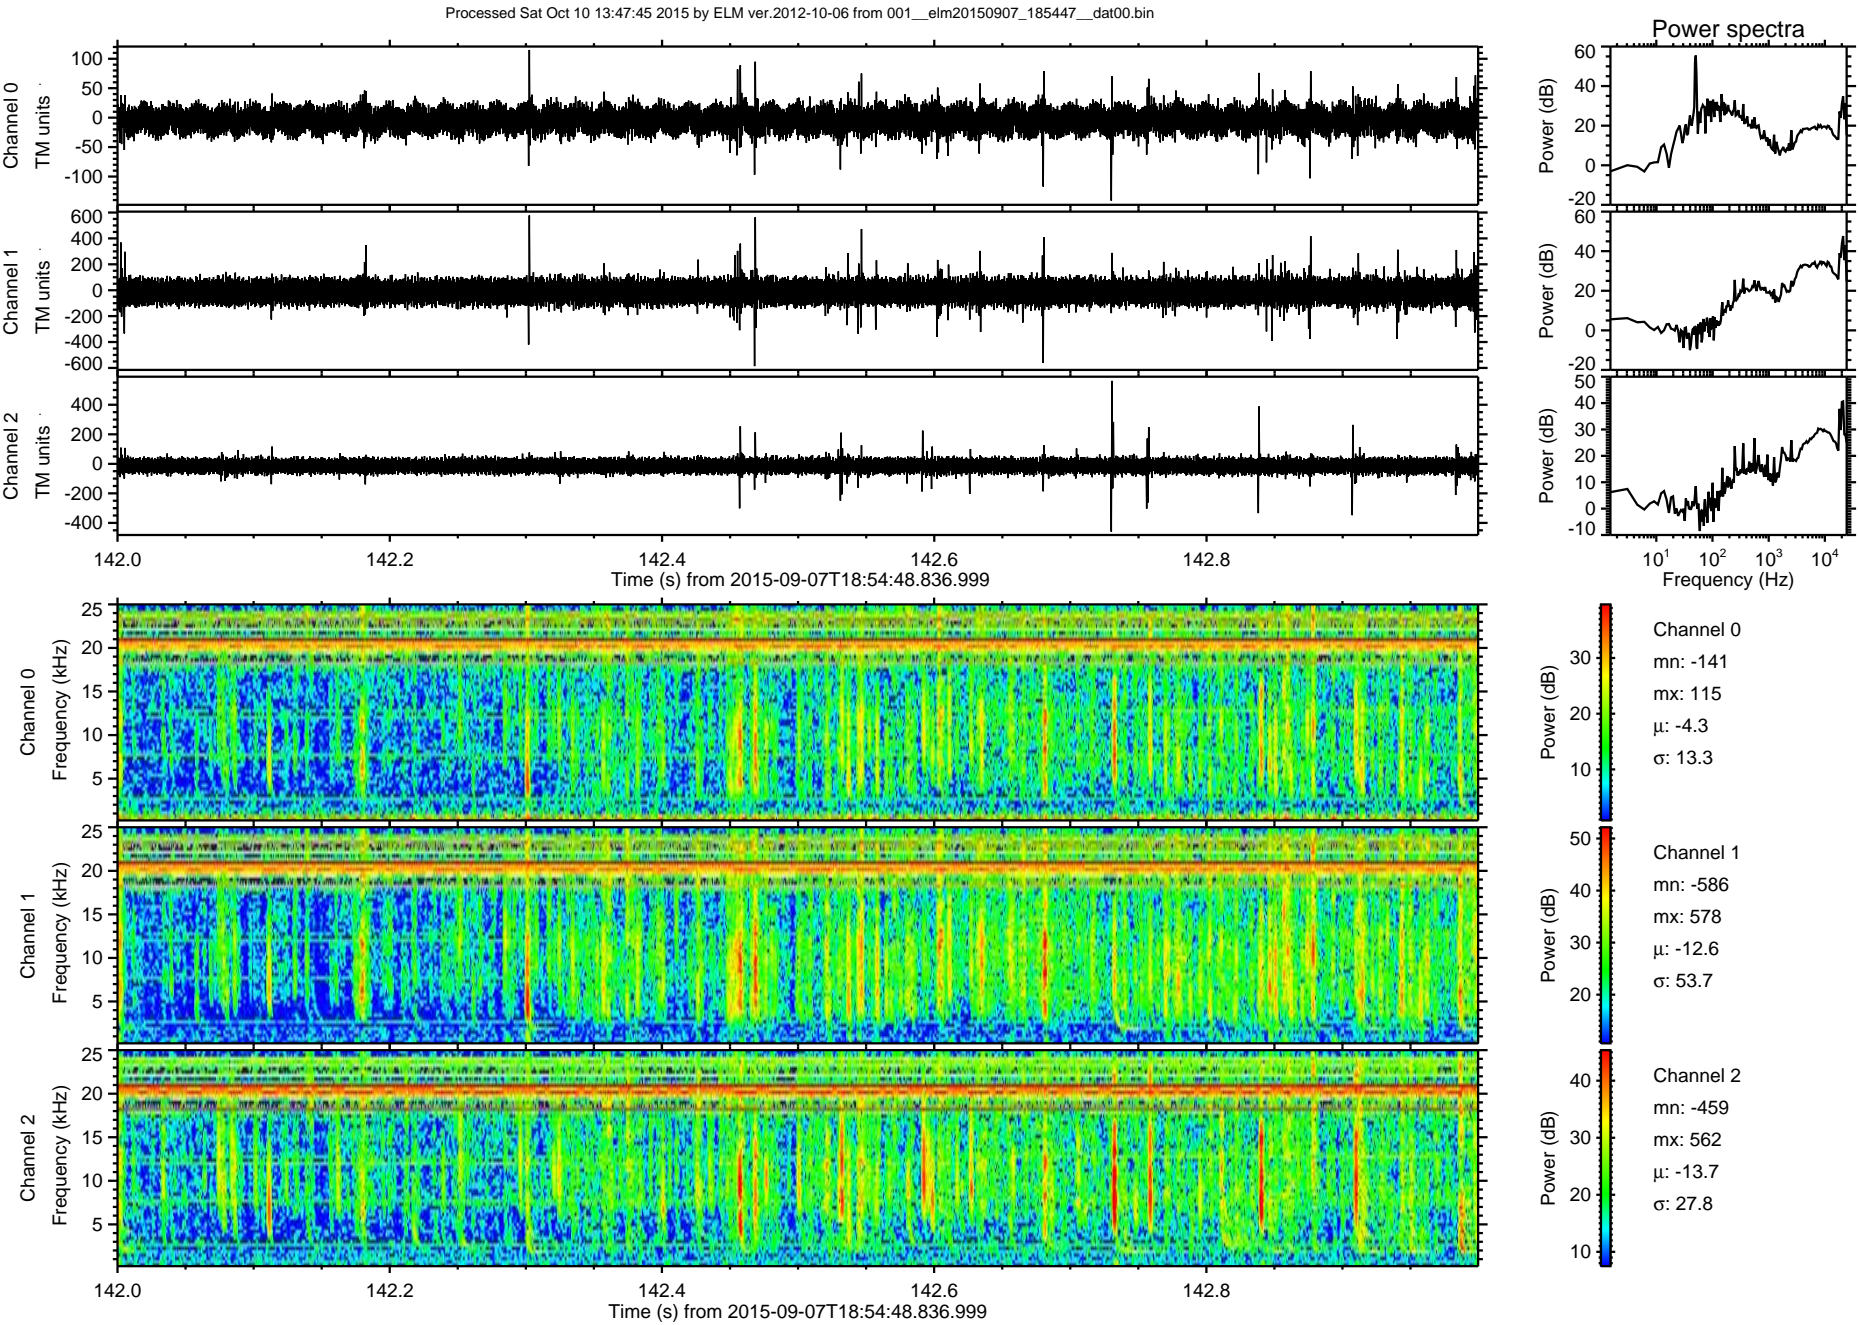 Processed Sat Oct 10 13:47:45 2015 by ELM ver.2012-10-06 from 001__elm20150907_185447__dat00.bin
Power spectra
Channel 0
TM units
100
50
0
-50
-100
Power (dB)
60
40
20
0
-20
Channel 1
TM units
600
400
200
0
-200
-400
-600
Power (dB)
60
40
20
0
-20
Channel 2
TM units
400
200
0
-200
-400
Power (dB)
50
40
30
20
10
0
-10
142.0 142.2 142.4 142.6 142.8
Time (s) from 2015-09-07T18:54:48.836.999
10¹ 10² 10³ 10⁴
Frequency (Hz)
Channel 0
Frequency (kHz)
25
20
15
10
5
Power (dB)
30
20
10
Channel 0
mn: -141
mx: 115
μ: -4.3
σ: 13.3
Channel 1
Frequency (kHz)
25
20
15
10
5
Power (dB)
50
40
30
20
Channel 1
mn: -586
mx: 578
μ: -12.6
σ: 53.7
Channel 2
Frequency (kHz)
25
20
15
10
5
Power (dB)
40
30
20
10
Channel 2
mn: -459
mx: 562
μ: -13.7
σ: 27.8
142.0 142.2 142.4 142.6 142.8
Time (s) from 2015-09-07T18:54:48.836.999